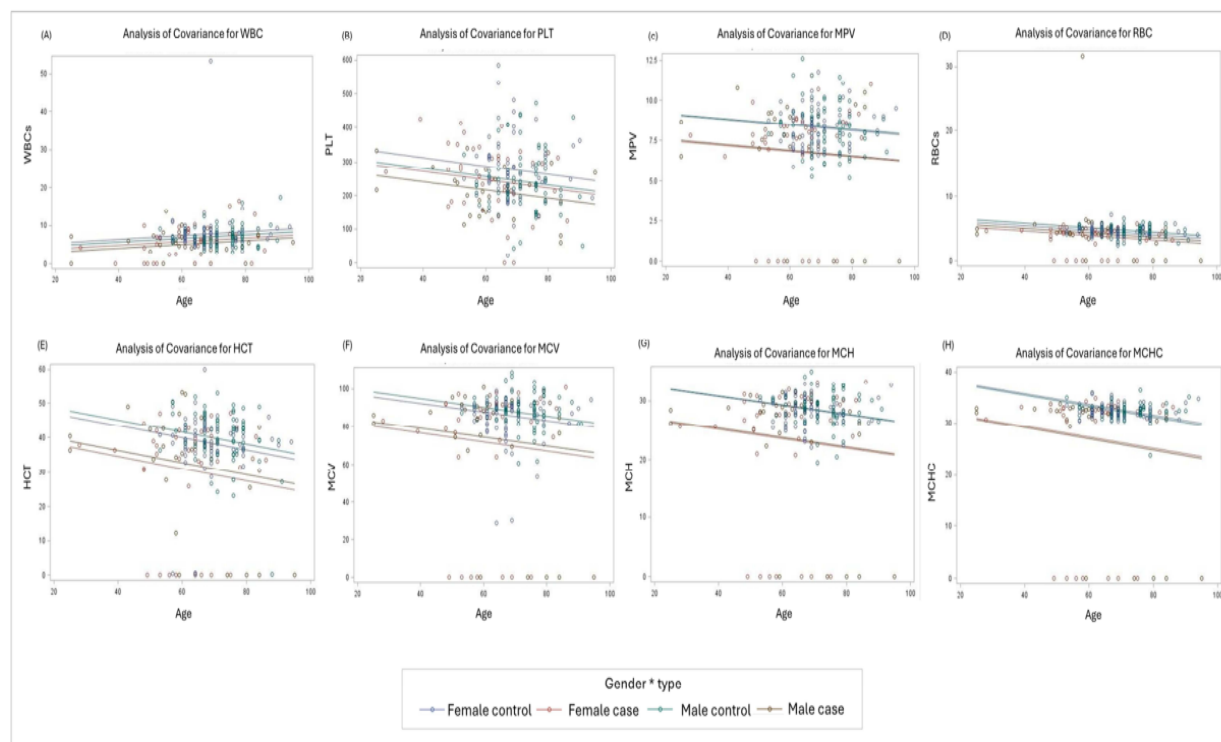 (A) Analysis of Covariance for WBC
WBCs
50
40
30
20
10
0
20 40 60 80 100
Age
(B) Analysis of Covariance for PLT
PLT
600
500
400
300
200
100
0
20 40 60 80 100
Age
(c) Analysis of Covariance for MPV
MPV
12.5
10.0
7.5
5.0
2.5
0.0
20 40 60 80 100
Age
(D) Analysis of Covariance for RBC
RBCs
30
20
10
0
20 40 60 80 100
Age
(E) Analysis of Covariance for HCT
HCT
60
50
40
30
20
10
0
20 40 60 80 100
Age
(F) Analysis of Covariance for MCV
MCV
100
80
60
40
20
0
20 40 60 80 100
Age
(G) Analysis of Covariance for MCH
MCH
30
20
10
0
20 40 60 80 100
Age
(H) Analysis of Covariance for MCHC
MCHC
40
30
20
10
0
20 40 60 80 100
Age
Gender * type
Female control Female case Male control Male case